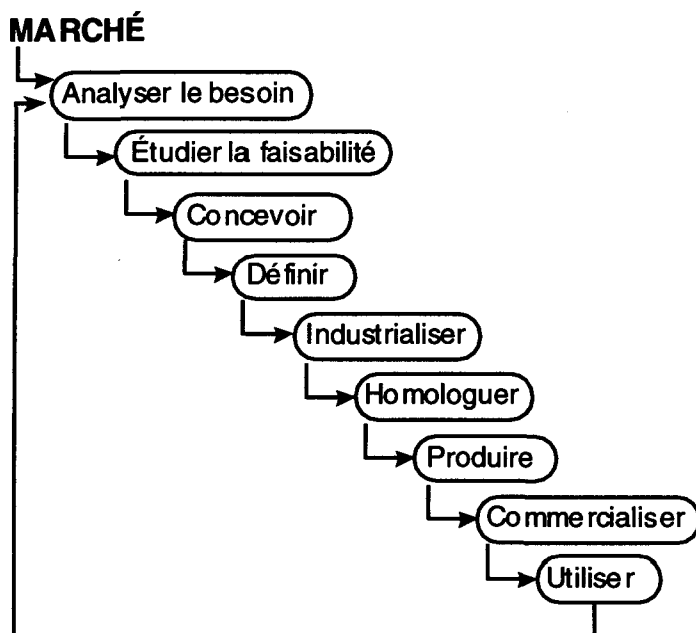 MARCHÉ
Analyser le besoin
Étudier la faisabilité
Concevoir
Définir
Industrialiser
Homologuer
Produire
Commercialiser
Utiliser